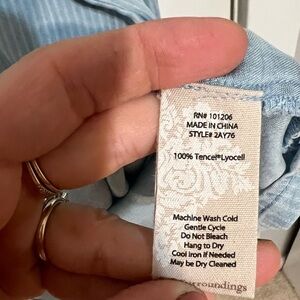 RN# 101206
MADE IN CHINA
STYLE# 2AY76
100% Tencel®Lyocell
Machine Wash Cold
Gentle Cycle
Do Not Bleach
Hang to Dry
Cool Iron if Needed
May be Dry Cleaned
urroundings